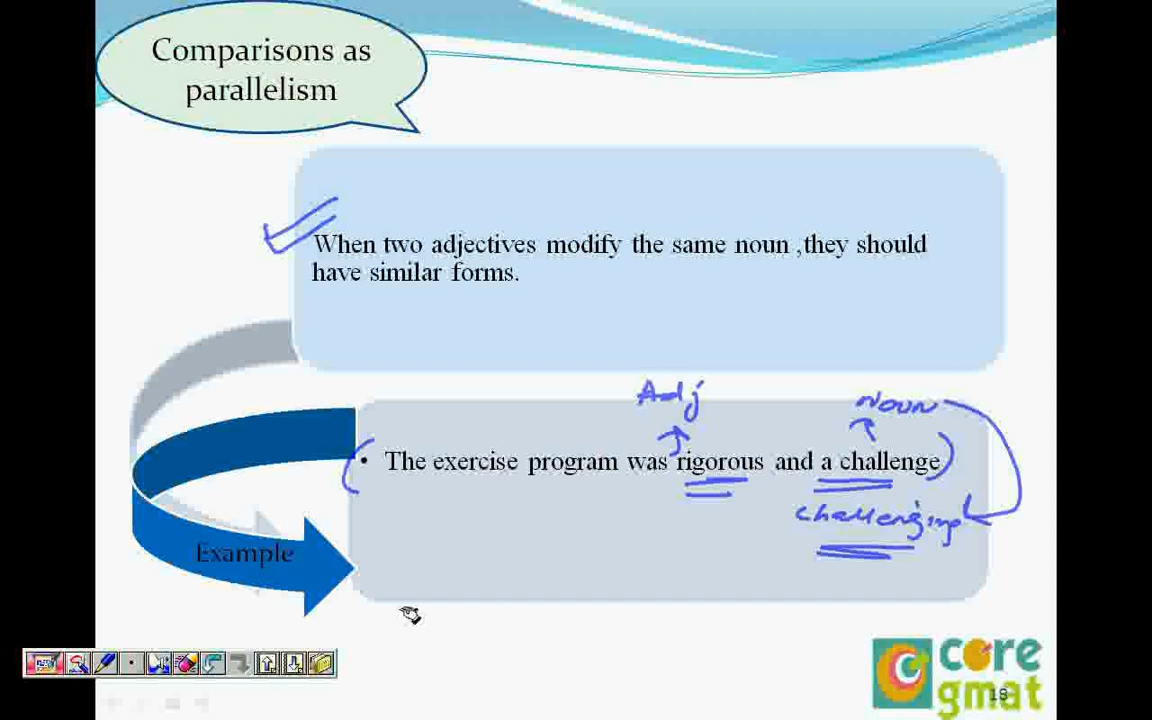 Comparisons as
parallelism
When two adjectives modify the same noun ,they should
have similar forms.
Adj
Noun
• The exercise program was rigorous and a challenge
challenging
Example
core
gmat
18